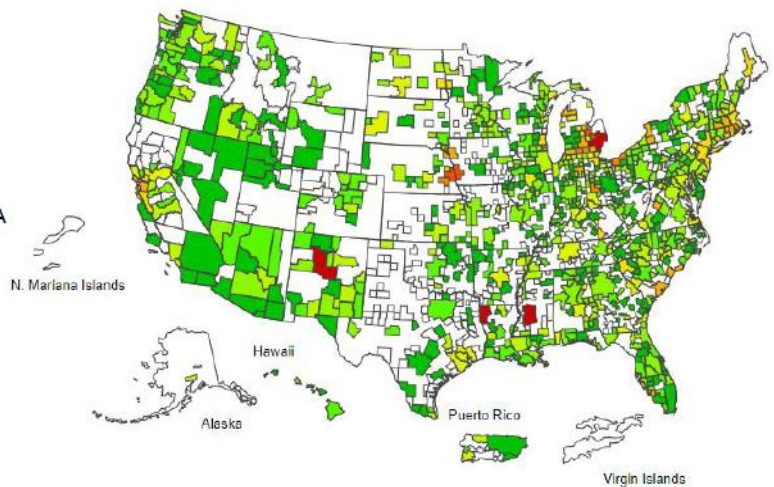 A
N. Mariana Islands
Hawaii
Alaska
Puerto Rico
Virgin Islands